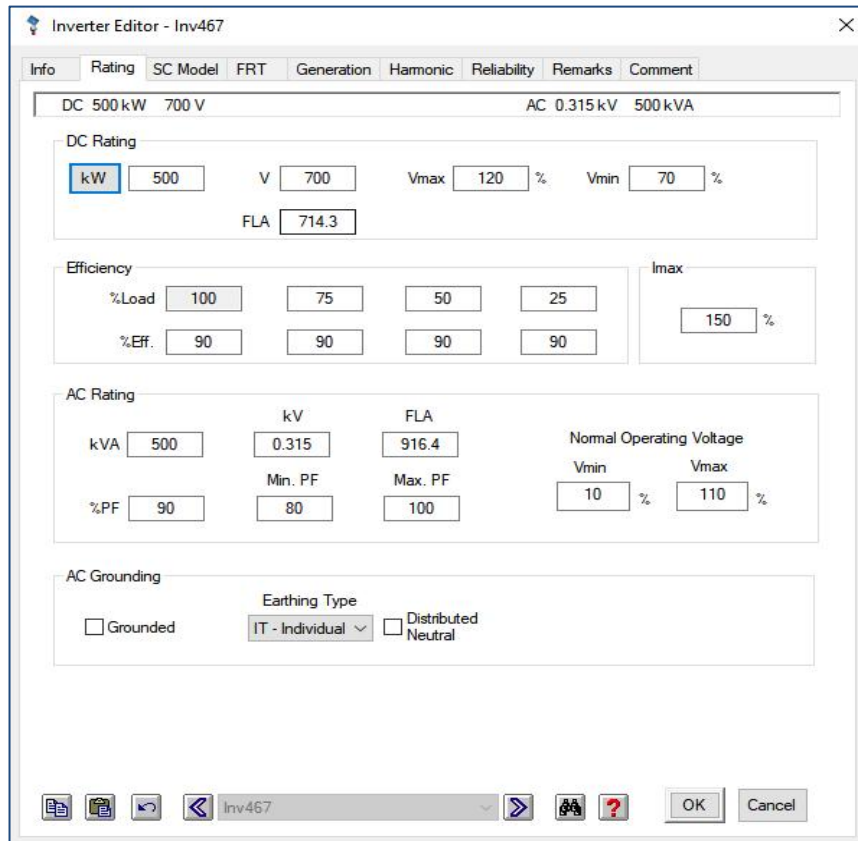 Inverter Editor - Inv467
Info Rating SC Model FRT Generation Harmonic Reliability Remarks Comment
DC 500 kW 700 V AC 0.315 kV 500 kVA
DC Rating
kW 500 V 700 Vmax 120 % Vmin 70 %
FLA 714.3
Efficiency Imax
%Load 100 75 50 25
150 %
%Eff. 90 90 90 90
AC Rating
kV FLA
kVA 500 0.315 916.4 Normal Operating Voltage
Min. PF Max. PF Vmin Vmax
%PF 90 80 100 10 % 110 %
AC Grounding
Earthing Type
Grounded IT - Individual Distributed
Neutral
Inv467 ? OK Cancel